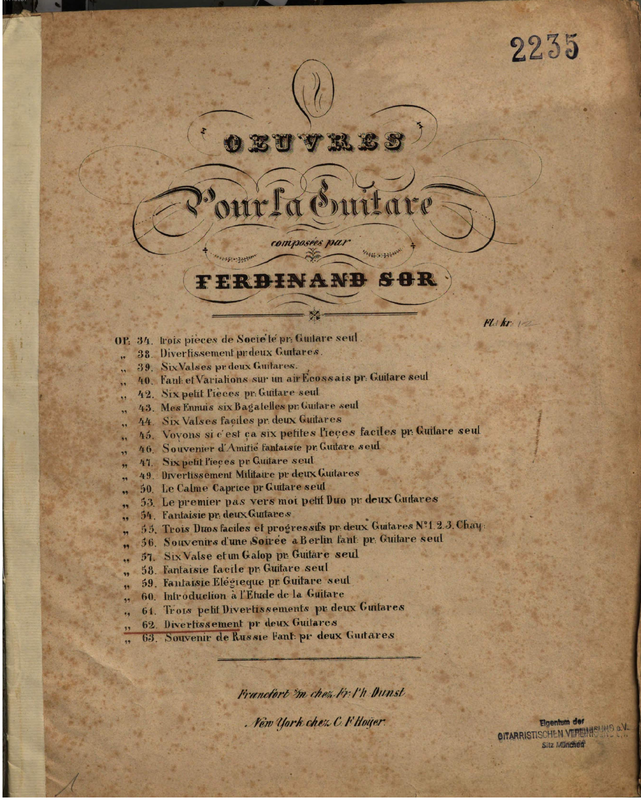 2235
OEUVRES
Pour la Guitare
composées par
FERDINAND SOR
Fl. kr.
OP. 34. Trois pièces de Societé pr. Guitare seul
„ 38. Divertissement pr deux Guitares.
„ 39. Six Valses pr deux Guitares.
„ 40. Fant. et Variations sur un air Ecossais pr. Guitare seul
„ 42. Six petit Pieces pr. Guitare seul
„ 43. Mes Ennuis six Bagatelles pr. Guitare seul
„ 44. Six Valses faciles pr. deux Guitares
„ 45. Voyons si c'est ça six petites Pieçes faciles pr. Guitare seul
„ 46. Souvenier d'Amitié fantaisie pr. Guitare seul
„ 47. Six petit Pieçes pr Guitare seul
„ 49. Divertissement Militaire pr deux Guitares
„ 50. Le Calme Caprice pr Guitare seul
„ 53. Le premier pas vers moi petit Duo pr deux Guitares
„ 54. Fantaisie pr deux Guitares.
„ 55. Trois Duos faciles et progressifs pr deux Guitares No 1. 2. 3. Chaq
„ 56. Souvenirs d'une Soirée a Berlin fant. pr. Guitare seul
„ 57. Six Valse et un Galop pr. Guitare seul
„ 58. Fantaisie facile pr. Guitare seul
„ 59. Fantaisie Elégieque pr Guitare seul
„ 60. Introduction à l'Etude de la Guitare
„ 61. Trois petit Divertissements pr deux Guitares
„ 62. Divertissement pr deux Guitares
„ 63. Souvenir de Russie Fant. pr deux Guitares
Francfort s/m chez Fr. Ph Dunst
New York chez C. F Hoyer
Eigentum der
GITARRISTISCHEN VEREINIGUNG e.V.
Sitz München
1